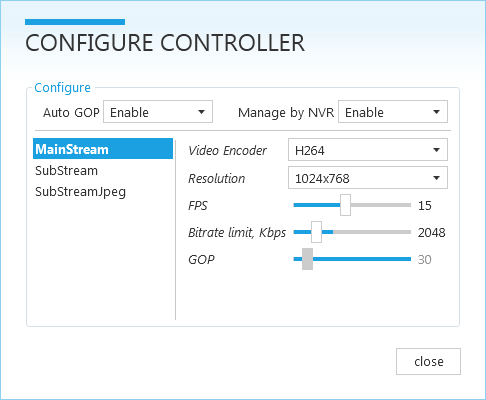 CONFIGURE CONTROLLER
Configure
Auto GOP Enable Manage by NVR Enable
MainStream
SubStream
SubStreamJpeg
Video Encoder H264
Resolution 1024x768
FPS 15
Bitrate limit, Kbps 2048
GOP 30
close